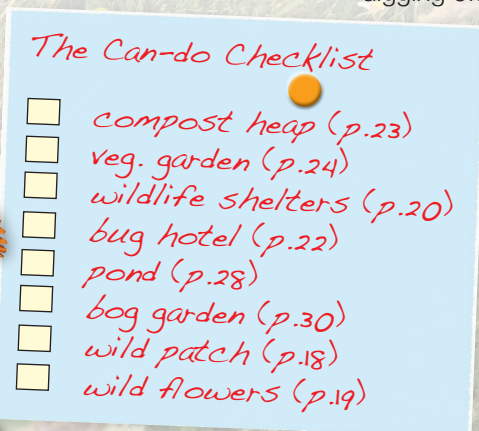 The Can-do Checklist
compost heap (p.23)
veg. garden (p.24)
wildlife shelters (p.20)
bug hotel (p.22)
pond (p.28)
bog garden (p.30)
wild patch (p.18)
wild flowers (p.19)